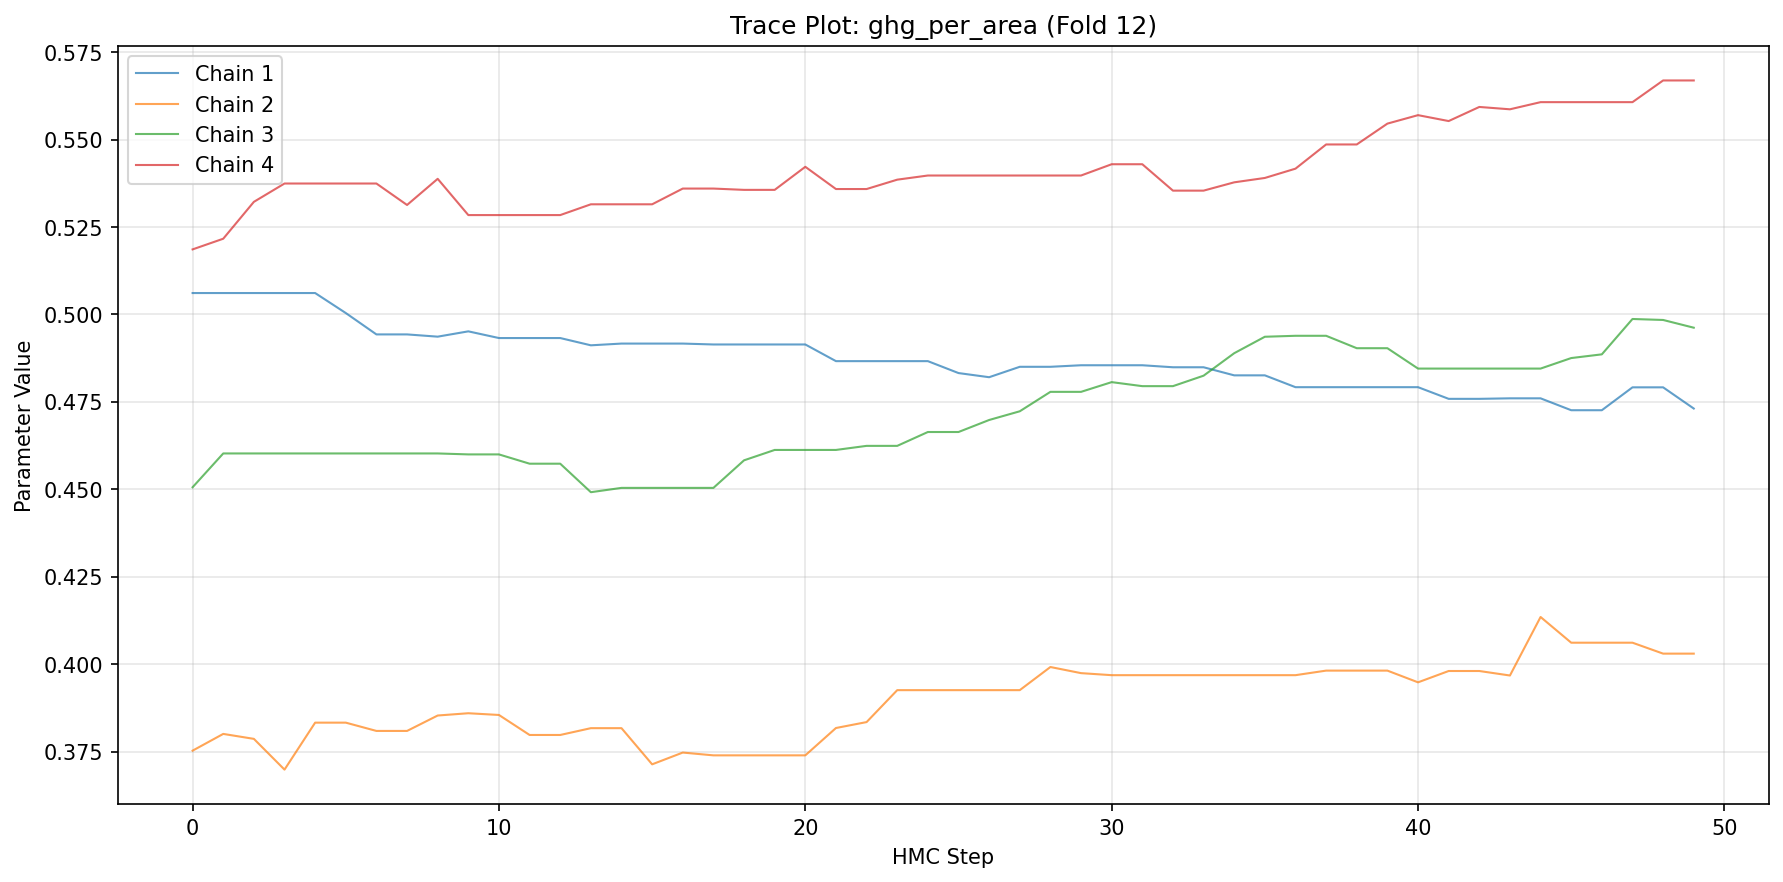 Trace Plot: ghg_per_area (Fold 12)
Chain 1
Chain 2
Chain 3
Chain 4
Parameter Value
0.575
0.550
0.525
0.500
0.475
0.450
0.425
0.400
0.375
0 10 20 30 40 50
HMC Step